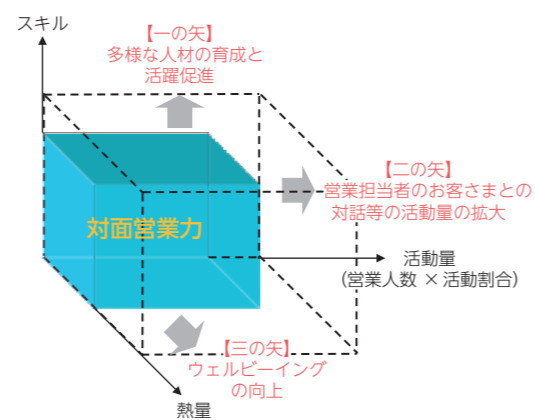 スキル
【一の矢】
多様な人材の育成と
活躍促進
【二の矢】
営業担当者のお客さまとの
対話等の活動量の拡大
対面営業力
活動量
(営業人数 × 活動割合)
【三の矢】
ウェルビーイング
の向上
熱量